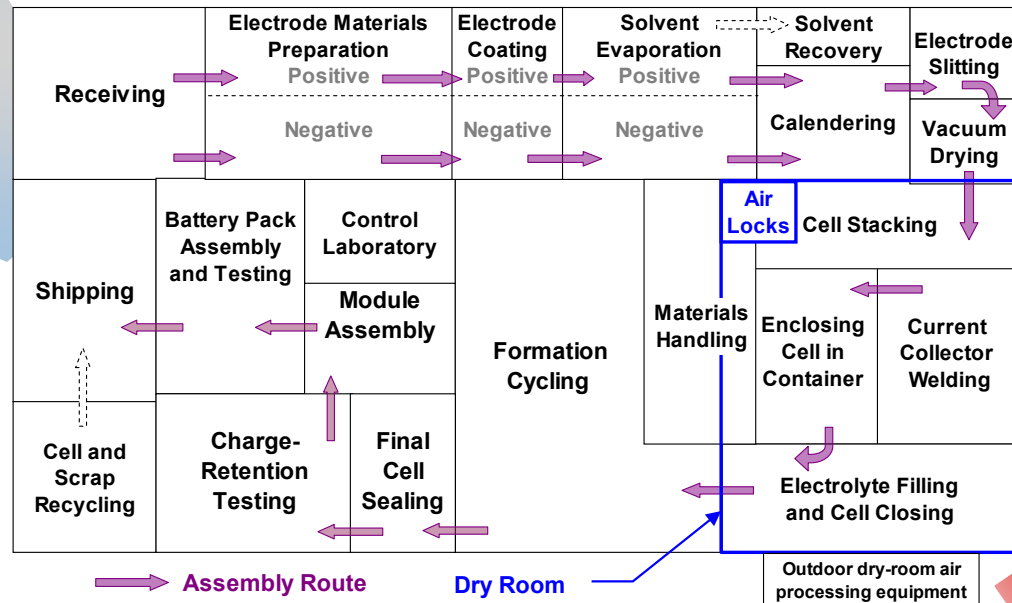 Receiving
Electrode Materials
Preparation
Positive
Negative
Electrode
Coating
Positive
Negative
Solvent
Evaporation
Positive
Negative
Solvent
Recovery
Calendering
Electrode
Slitting
Vacuum
Drying
Shipping
Battery Pack
Assembly
and Testing
Control
Laboratory
Module
Assembly
Formation
Cycling
Materials
Handling
Air
Locks
Cell Stacking
Enclosing
Cell in
Container
Current
Collector
Welding
Cell and
Scrap
Recycling
Charge-
Retention
Testing
Final
Cell
Sealing
Electrolyte Filling
and Cell Closing
Assembly Route
Dry Room
Outdoor dry-room air
processing equipment